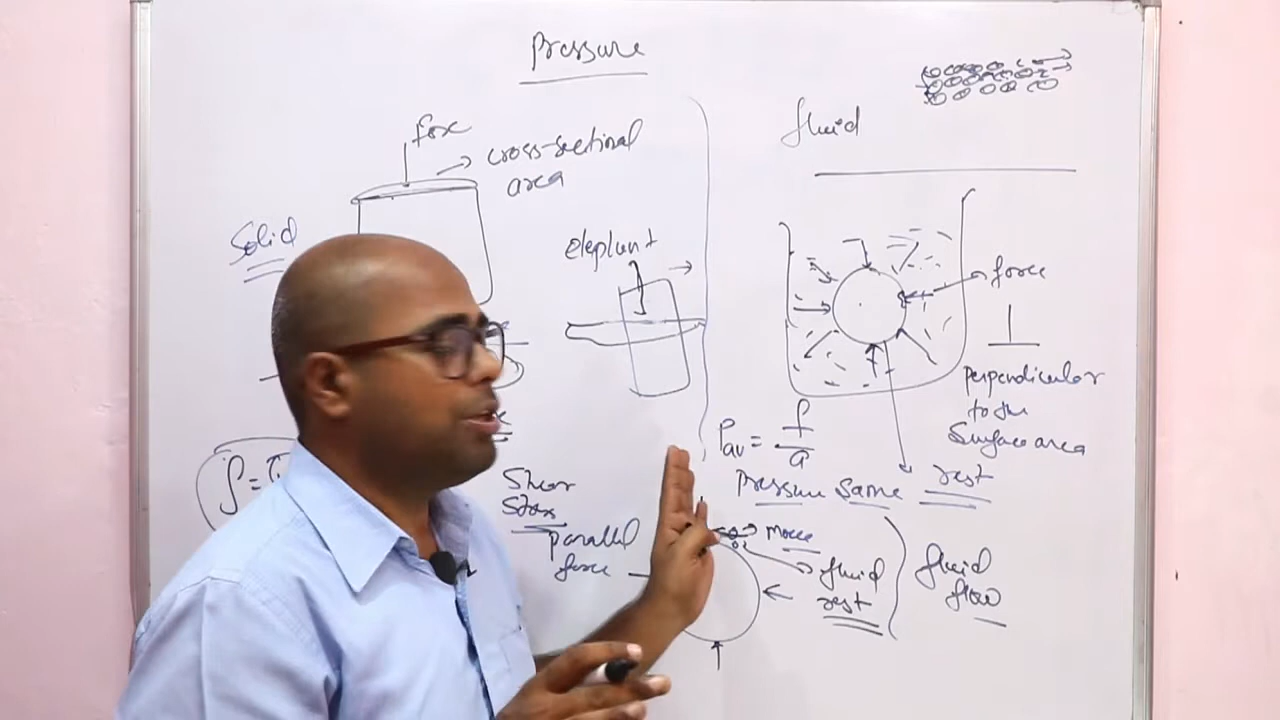 Pressure
force
cross-sectional
area
Solid
elephant
Shear
Stress
parallel
force
fluid
force
perpendicular
to the
Surface area
Pav = f/a
Pressure Same
rest
Move
fluid
rest
fluid
flow